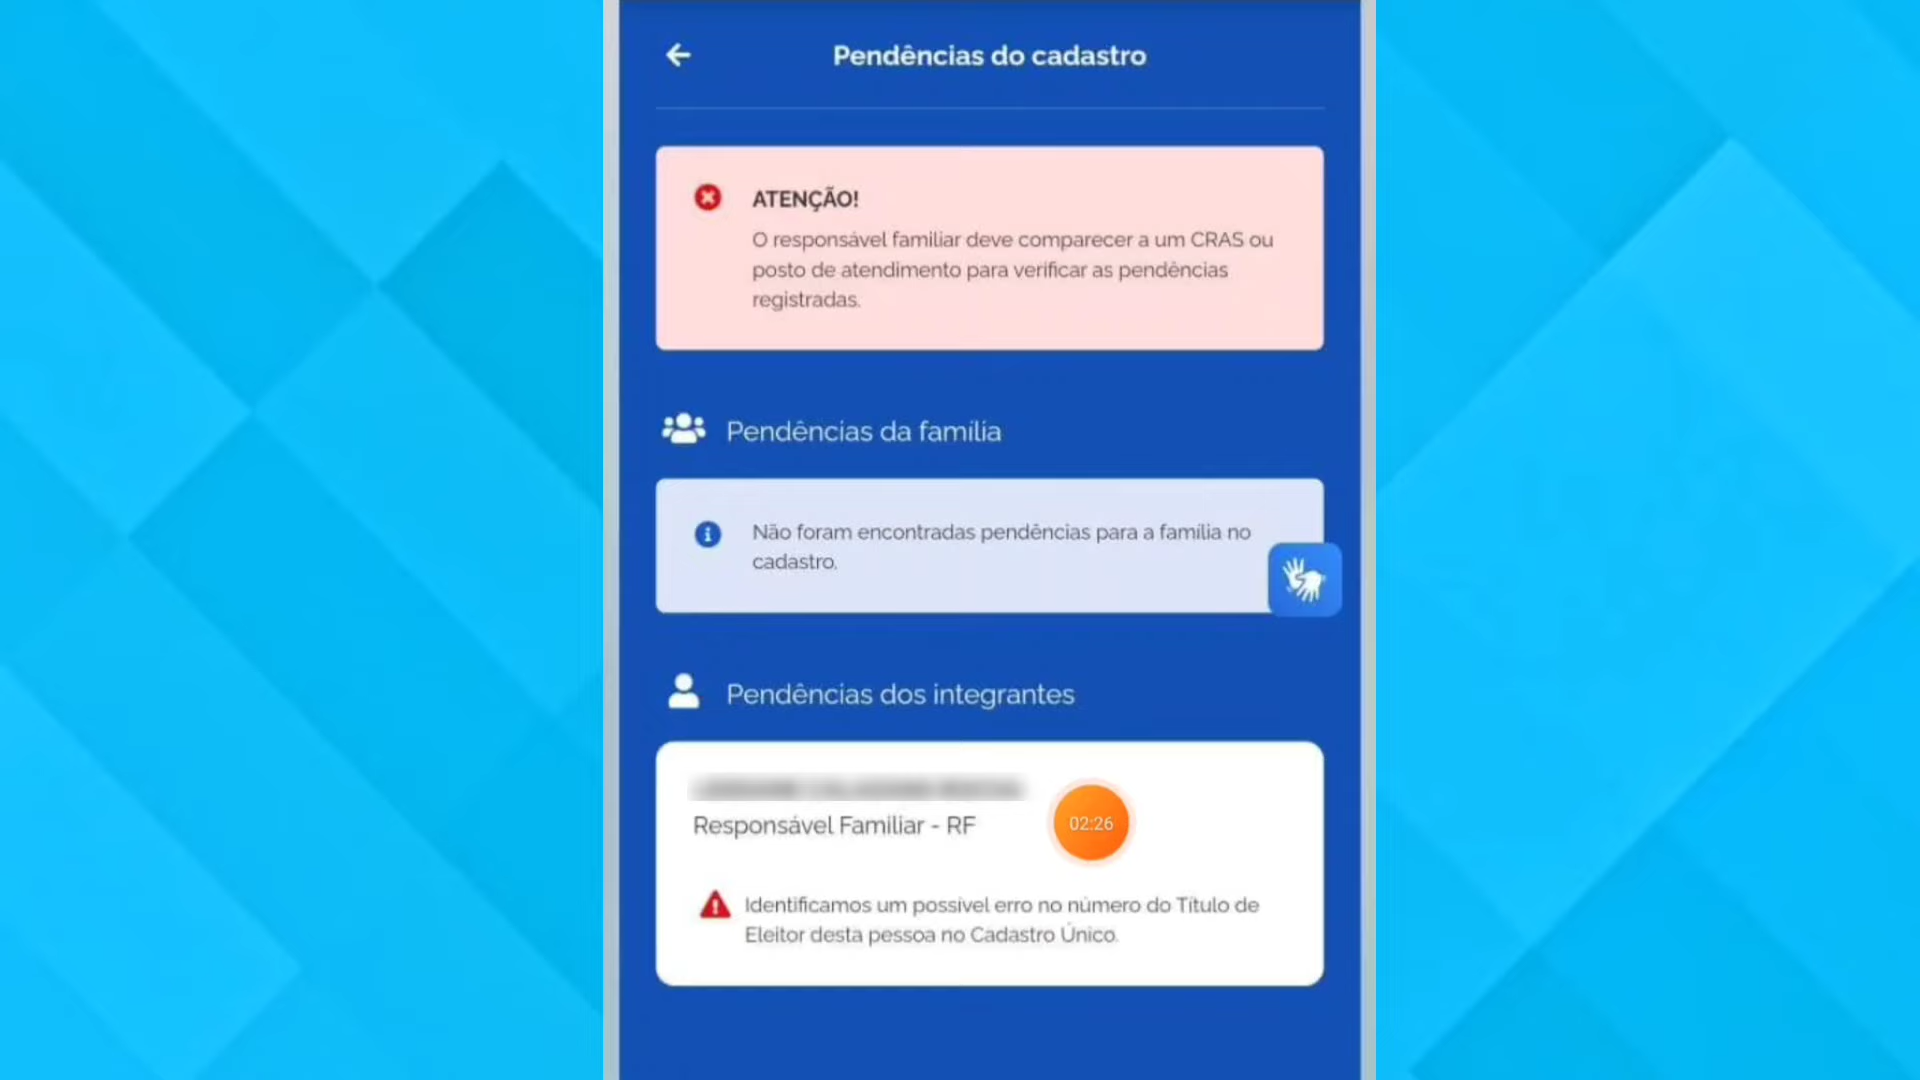 Pendências do cadastro
ATENÇÃO!
O responsável familiar deve comparecer a um CRAS ou
posto de atendimento para verificar as pendências
registradas.
Pendências da família
Não foram encontradas pendências para a família no
cadastro.
Pendências dos integrantes
Responsável Familiar - RF
02:26
Identificamos um possível erro no número do Título de
Eleitor desta pessoa no Cadastro Único.